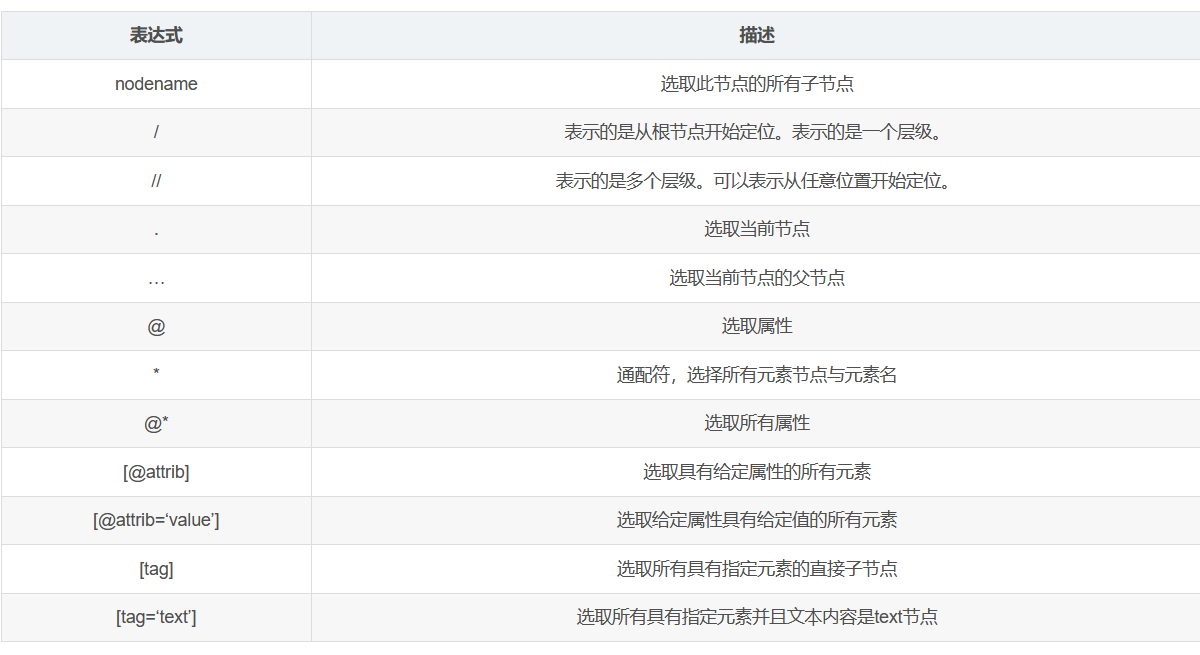 表达式 描述
nodename 选取此节点的所有子节点
/ 表示的是从根节点开始定位。表示的是一个层级。
// 表示的是多个层级。可以表示从任意位置开始定位。
. 选取当前节点
… 选取当前节点的父节点
@ 选取属性
* 通配符，选择所有元素节点与元素名
@* 选取所有属性
[@attrib] 选取具有给定属性的所有元素
[@attrib=‘value’] 选取给定属性具有给定值的所有元素
[tag] 选取所有具有指定元素的直接子节点
[tag=‘text’] 选取所有具有指定元素并且文本内容是text节点